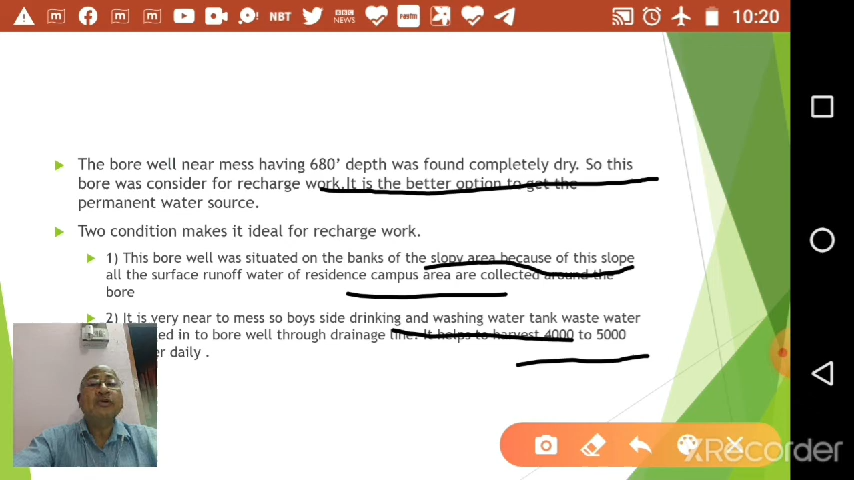 NBT
BBC
NEWS
Paytm
10:20
The bore well near mess having 680’ depth was found completely dry. So this
bore was consider for recharge work.It is the better option to get the
permanent water source.
Two condition makes it ideal for recharge work.
1) This bore well was situated on the banks of the slopy area because of this slope
all the surface runoff water of residence campus area are collected around the
bore
2) It is very near to mess so boys side drinking and washing water tank waste water
in to bore well through drainage line. It helps to harvest 4000 to 5000
daily .
XRecorder